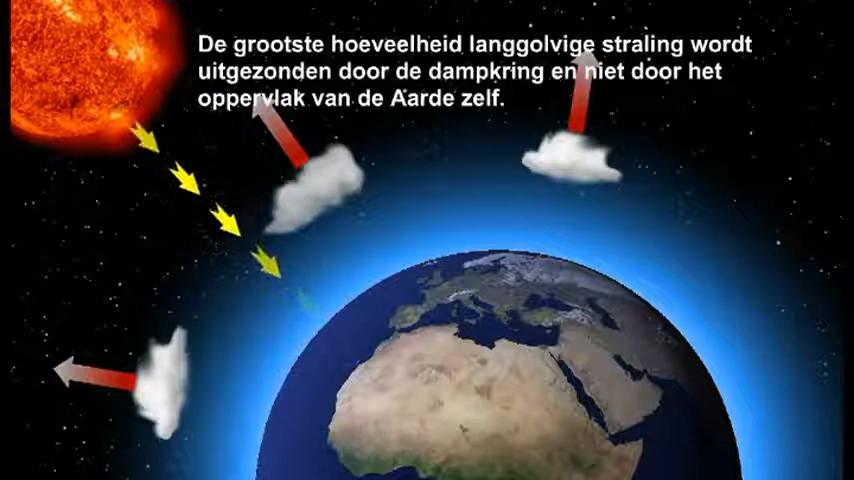 De grootste hoeveelheid langgolvige straling wordt
uitgezonden door de dampkring en niet door het
oppervlak van de Aarde zelf.